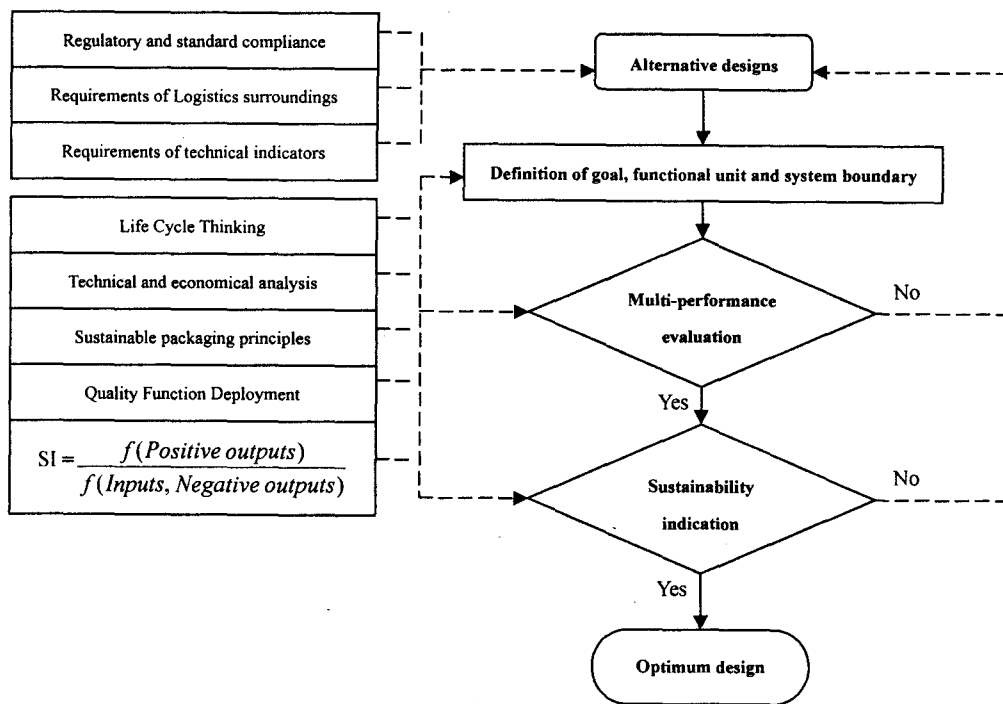 Regulatory and standard compliance
Requirements of Logistics surroundings
Requirements of technical indicators
Life Cycle Thinking
Technical and economical analysis
Sustainable packaging principles
Quality Function Deployment
SI = f(Positive outputs) / f(Inputs, Negative outputs)
Alternative designs
Definition of goal, functional unit and system boundary
Multi-performance
evaluation
No
Yes
Sustainability
indication
No
Yes
Optimum design